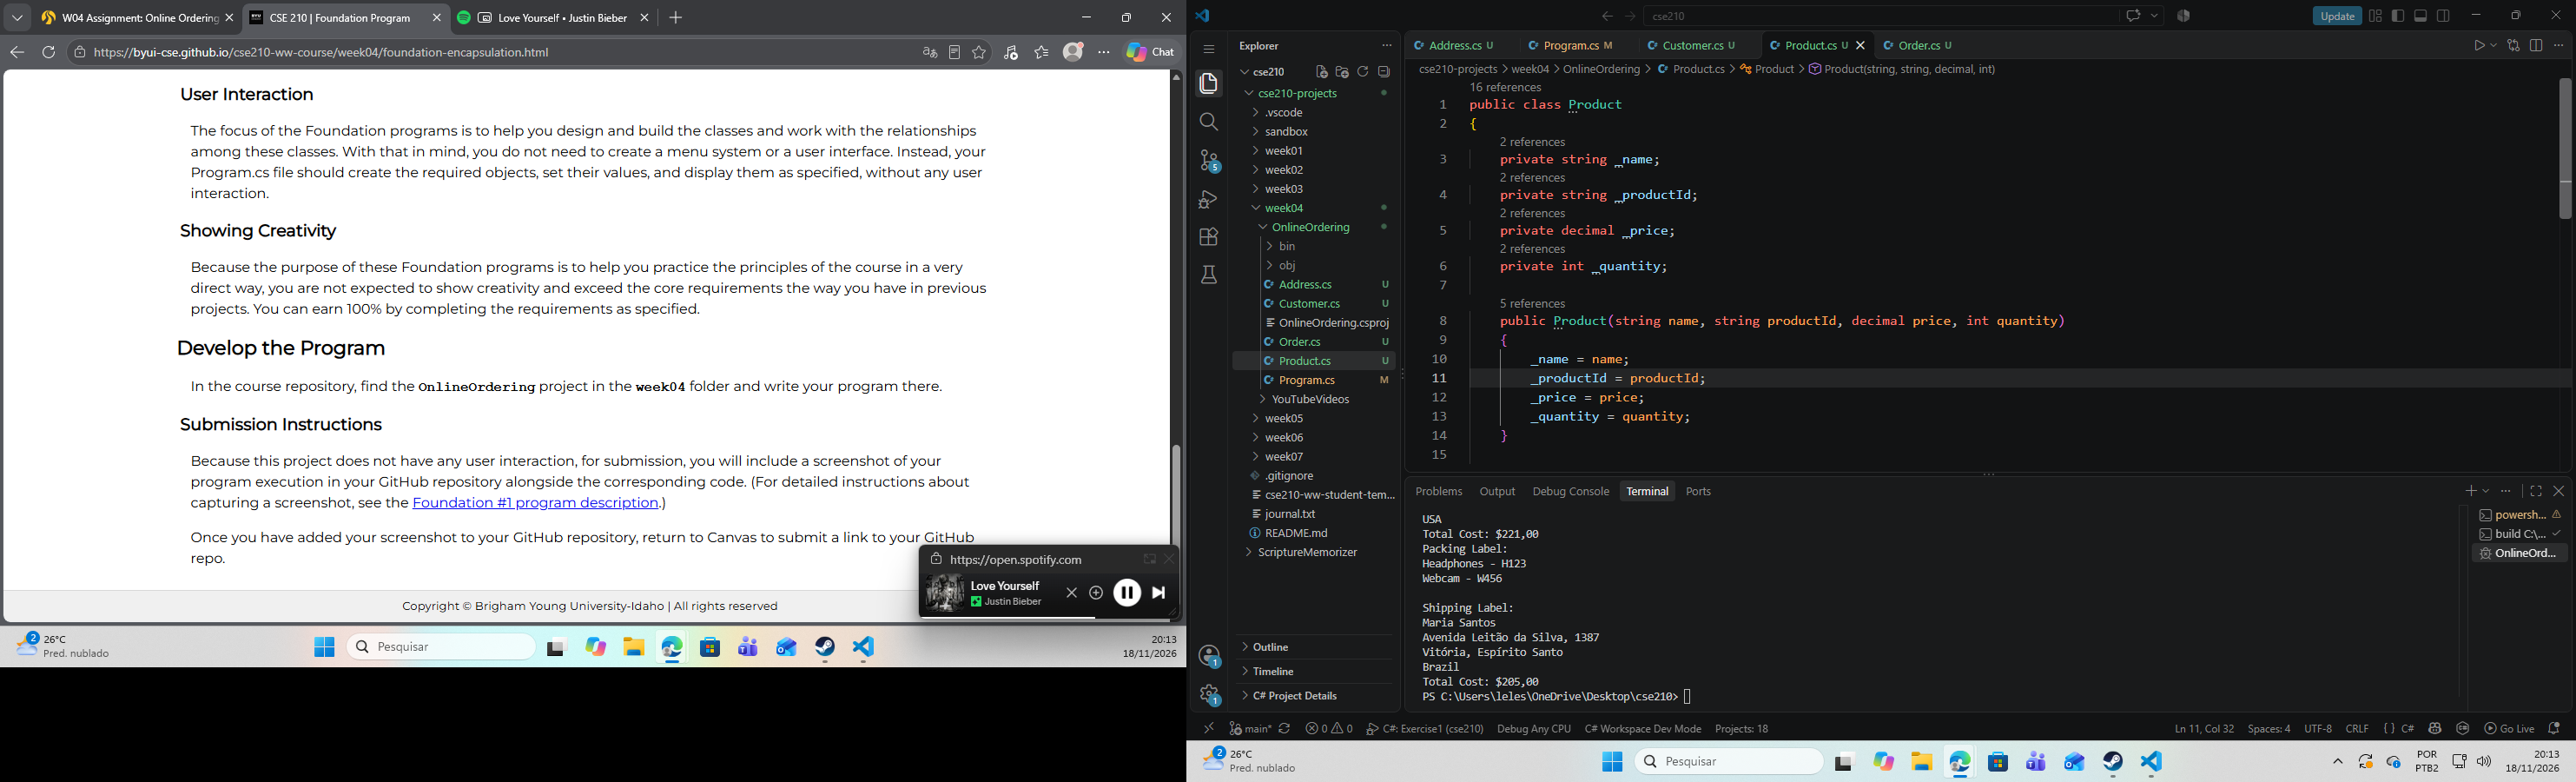 W04 Assignment: Online Ordering
CSE 210 | Foundation Program
Love Yourself • Justin Bieber
https://byui-cse.github.io/cse210-ww-course/week04/foundation-encapsulation.html
Chat
User Interaction
The focus of the Foundation programs is to help you design and build the classes and work with the relationships
among these classes. With that in mind, you do not need to create a menu system or a user interface. Instead, your
Program.cs file should create the required objects, set their values, and display them as specified, without any user
interaction.
Showing Creativity
Because the purpose of these Foundation programs is to help you practice the principles of the course in a very
direct way, you are not expected to show creativity and exceed the core requirements the way you have in previous
projects. You can earn 100% by completing the requirements as specified.
Develop the Program
In the course repository, find the OnlineOrdering project in the week04 folder and write your program there.
Submission Instructions
Because this project does not have any user interaction, for submission, you will include a screenshot of your
program execution in your GitHub repository alongside the corresponding code. (For detailed instructions about
capturing a screenshot, see the Foundation #1 program description.)
Once you have added your screenshot to your GitHub repository, return to Canvas to submit a link to your GitHub
repo.
https://open.spotify.com
Love Yourself
Justin Bieber
Copyright © Brigham Young University-Idaho | All rights reserved
2
26°C
Pred. nublado
Pesquisar
20:13
18/11/2026
cse210
Update
Explorer
cse210
cse210-projects
.vscode
sandbox
week01
week02
week03
week04
OnlineOrdering
bin
obj
Address.cs U
Customer.cs U
OnlineOrdering.csproj
Order.cs U
Product.cs U
Program.cs M
YouTubeVideos
week05
week06
week07
.gitignore
cse210-ww-student-tem...
journal.txt
README.md
ScriptureMemorizer
Outline
Timeline
C# Project Details
5
1
1
Address.cs U
Program.cs M
Customer.cs U
Product.cs U
Order.cs U
cse210-projects > week04 > OnlineOrdering > Product.cs > Product > Product(string, string, decimal, int)
16 references
1 public class Product
2 {
2 references
3 private string _name;
2 references
4 private string _productId;
2 references
5 private decimal _price;
2 references
6 private int _quantity;
7
5 references
8 public Product(string name, string productId, decimal price, int quantity)
9 {
10 _name = name;
11 _productId = productId;
12 _price = price;
13 _quantity = quantity;
14 }
15
Problems Output Debug Console Terminal Ports
USA
Total Cost: $221,00
Packing Label:
Headphones - H123
Webcam - W456
Shipping Label:
Maria Santos
Avenida Leitão da Silva, 1387
Vitória, Espírito Santo
Brazil
Total Cost: $205,00
PS C:\Users\leles\OneDrive\Desktop\cse210>
powersh...
build C:\...
OnlineOrd...
main* 0 0 C#: Exercise1 (cse210) Debug Any CPU C# Workspace Dev Mode Projects: 18
Ln 11, Col 32 Spaces: 4 UTF-8 CRLF { } C# Go Live
2
26°C
Pred. nublado
Pesquisar
POR
PTB2
20:13
18/11/2026